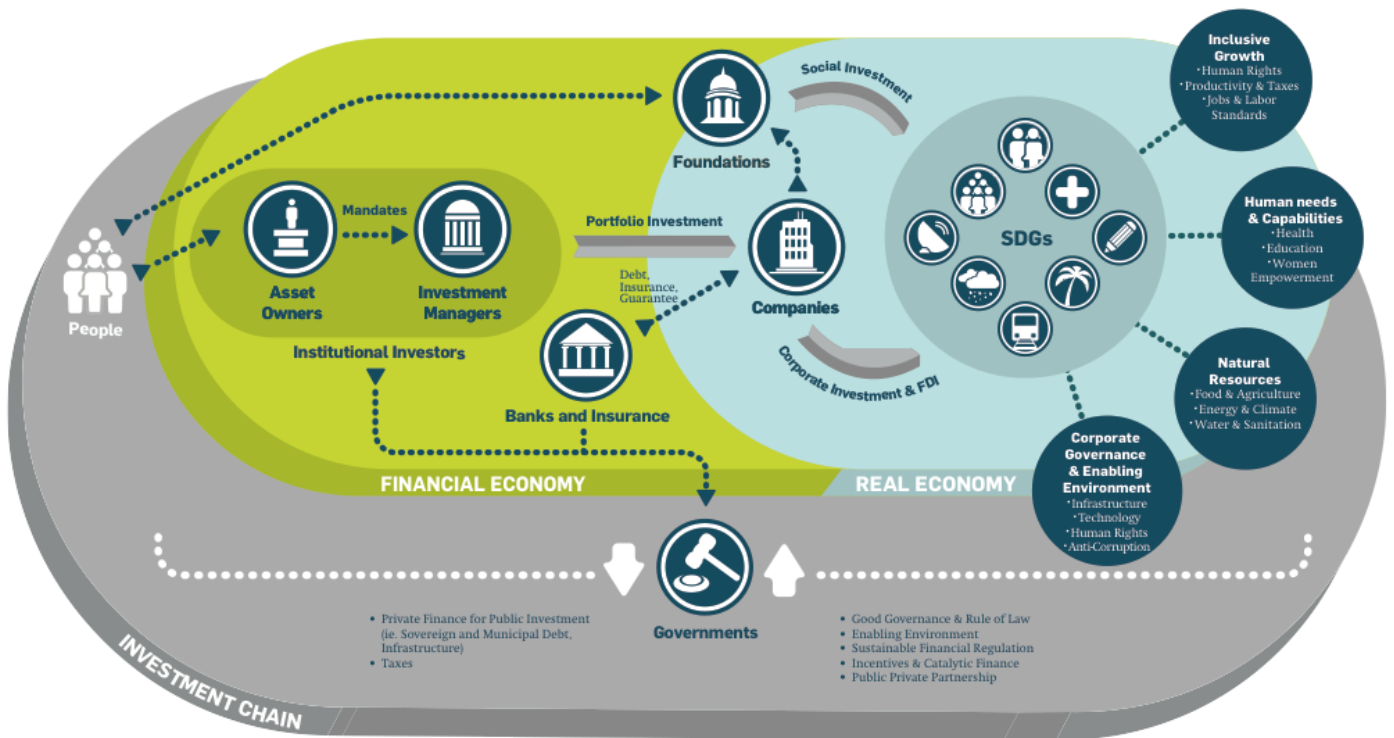 Social Investment
Inclusive
Growth
•Human Rights
•Productivity & Taxes
•Jobs & Labor
Standards
Foundations
Mandates
Portfolio Investment
SDGs
Human needs
& Capabilities
•Health
•Education
•Women
Empowerment
Debt,
Insurance,
Guarantee
Asset
Owners
Investment
Managers
Companies
People
Institutional Investors
Corporate Investment & FDI
Natural
Resources
•Food & Agriculture
•Energy & Climate
•Water & Sanitation
Banks and Insurance
Corporate
Governance
& Enabling
Environment
•Infrastructure
•Technology
•Human Rights
•Anti-Corruption
FINANCIAL ECONOMY
REAL ECONOMY
Governments
• Private Finance for Public Investment
(ie. Sovereign and Municipal Debt,
Infrastructure)
• Taxes
• Good Governance & Rule of Law
• Enabling Environment
• Sustainable Financial Regulation
• Incentives & Catalytic Finance
• Public Private Partnership
INVESTMENT CHAIN